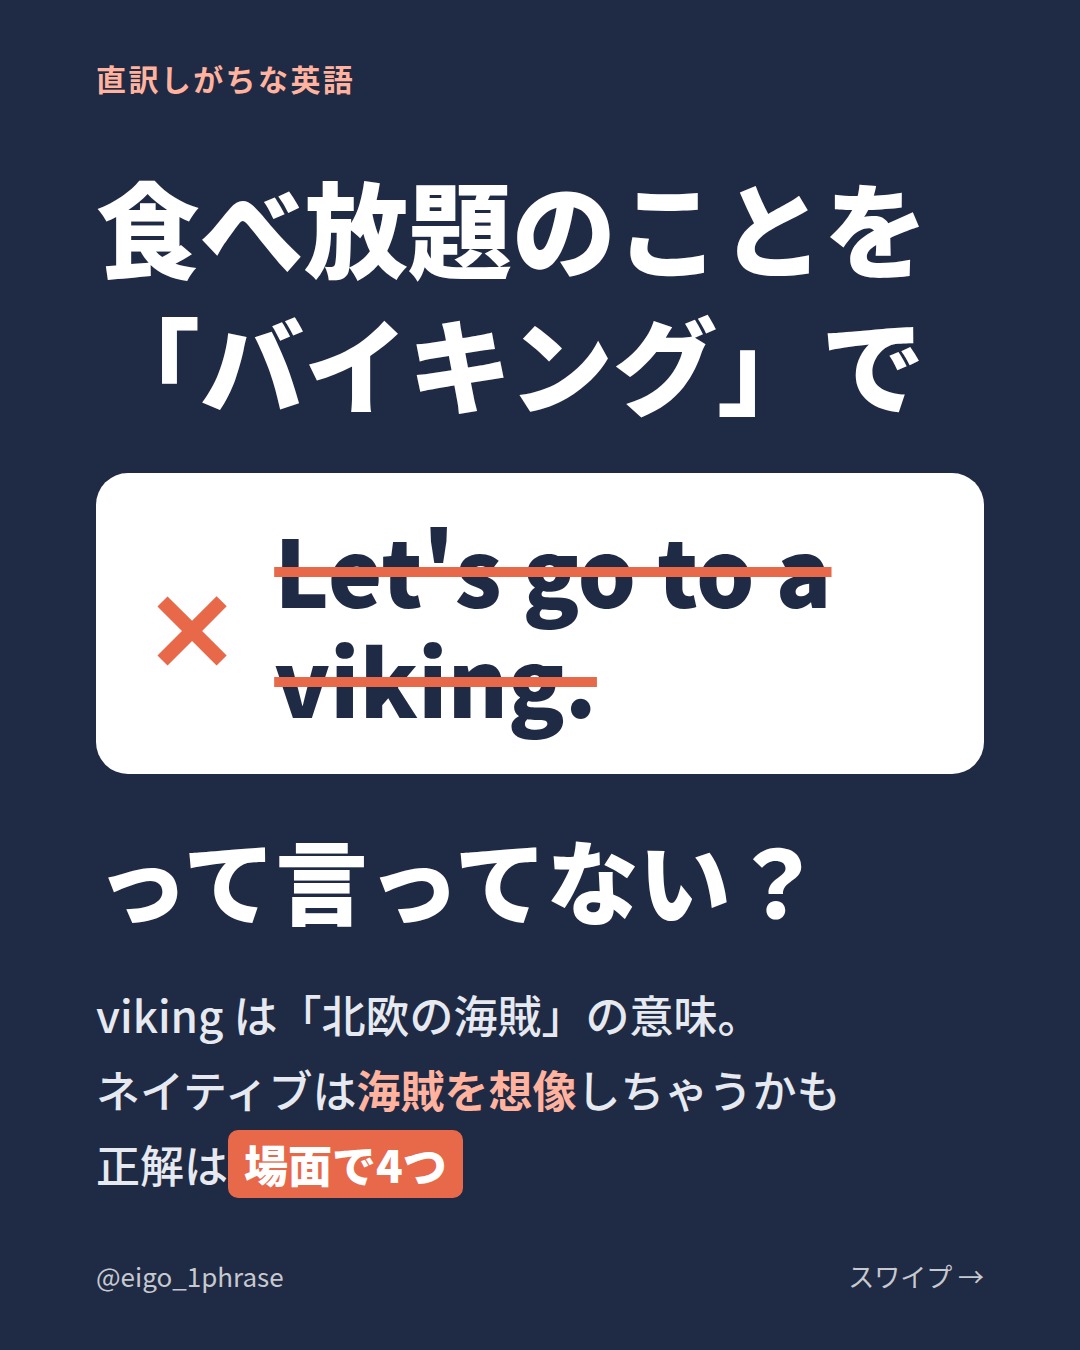 直訳しがちな英語
食べ放題のことを
「バイキング」で
× Let's go to a
viking.
って言ってない？
viking は「北欧の海賊」の意味。
ネイティブは海賊を想像しちゃうかも
正解は場面で4つ
@eigo_1phrase
スワイプ →